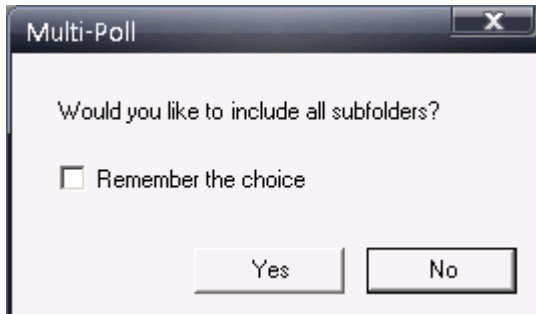 Multi-Poll
Would you like to include all subfolders?
Remember the choice
Yes No